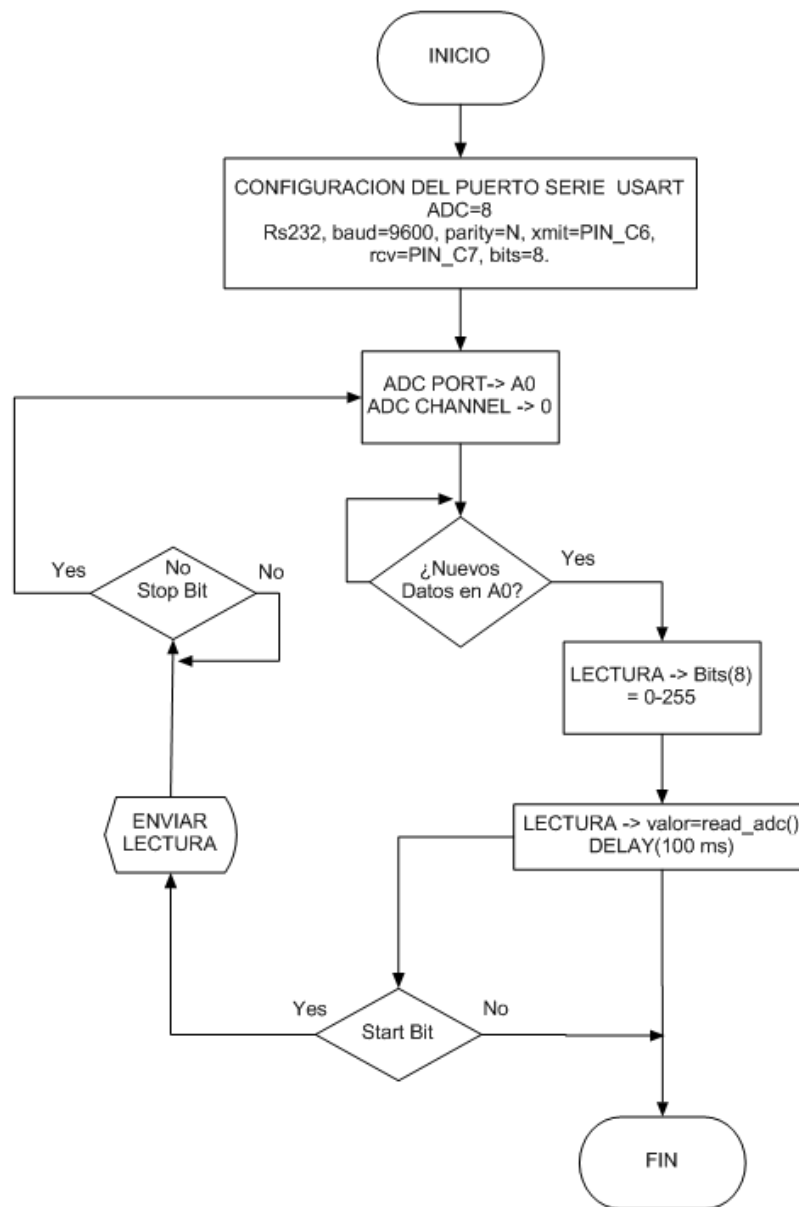 INICIO
CONFIGURACION DEL PUERTO SERIE USART
ADC=8
Rs232, baud=9600, parity=N, xmit=PIN_C6,
rcv=PIN_C7, bits=8.
ADC PORT-> A0
ADC CHANNEL -> 0
¿Nuevos
Datos en A0?
Yes
Yes
No
Stop Bit
No
LECTURA -> Bits(8)
= 0-255
LECTURA -> valor=read_adc()
DELAY(100 ms)
ENVIAR
LECTURA
Yes
Start Bit
No
FIN